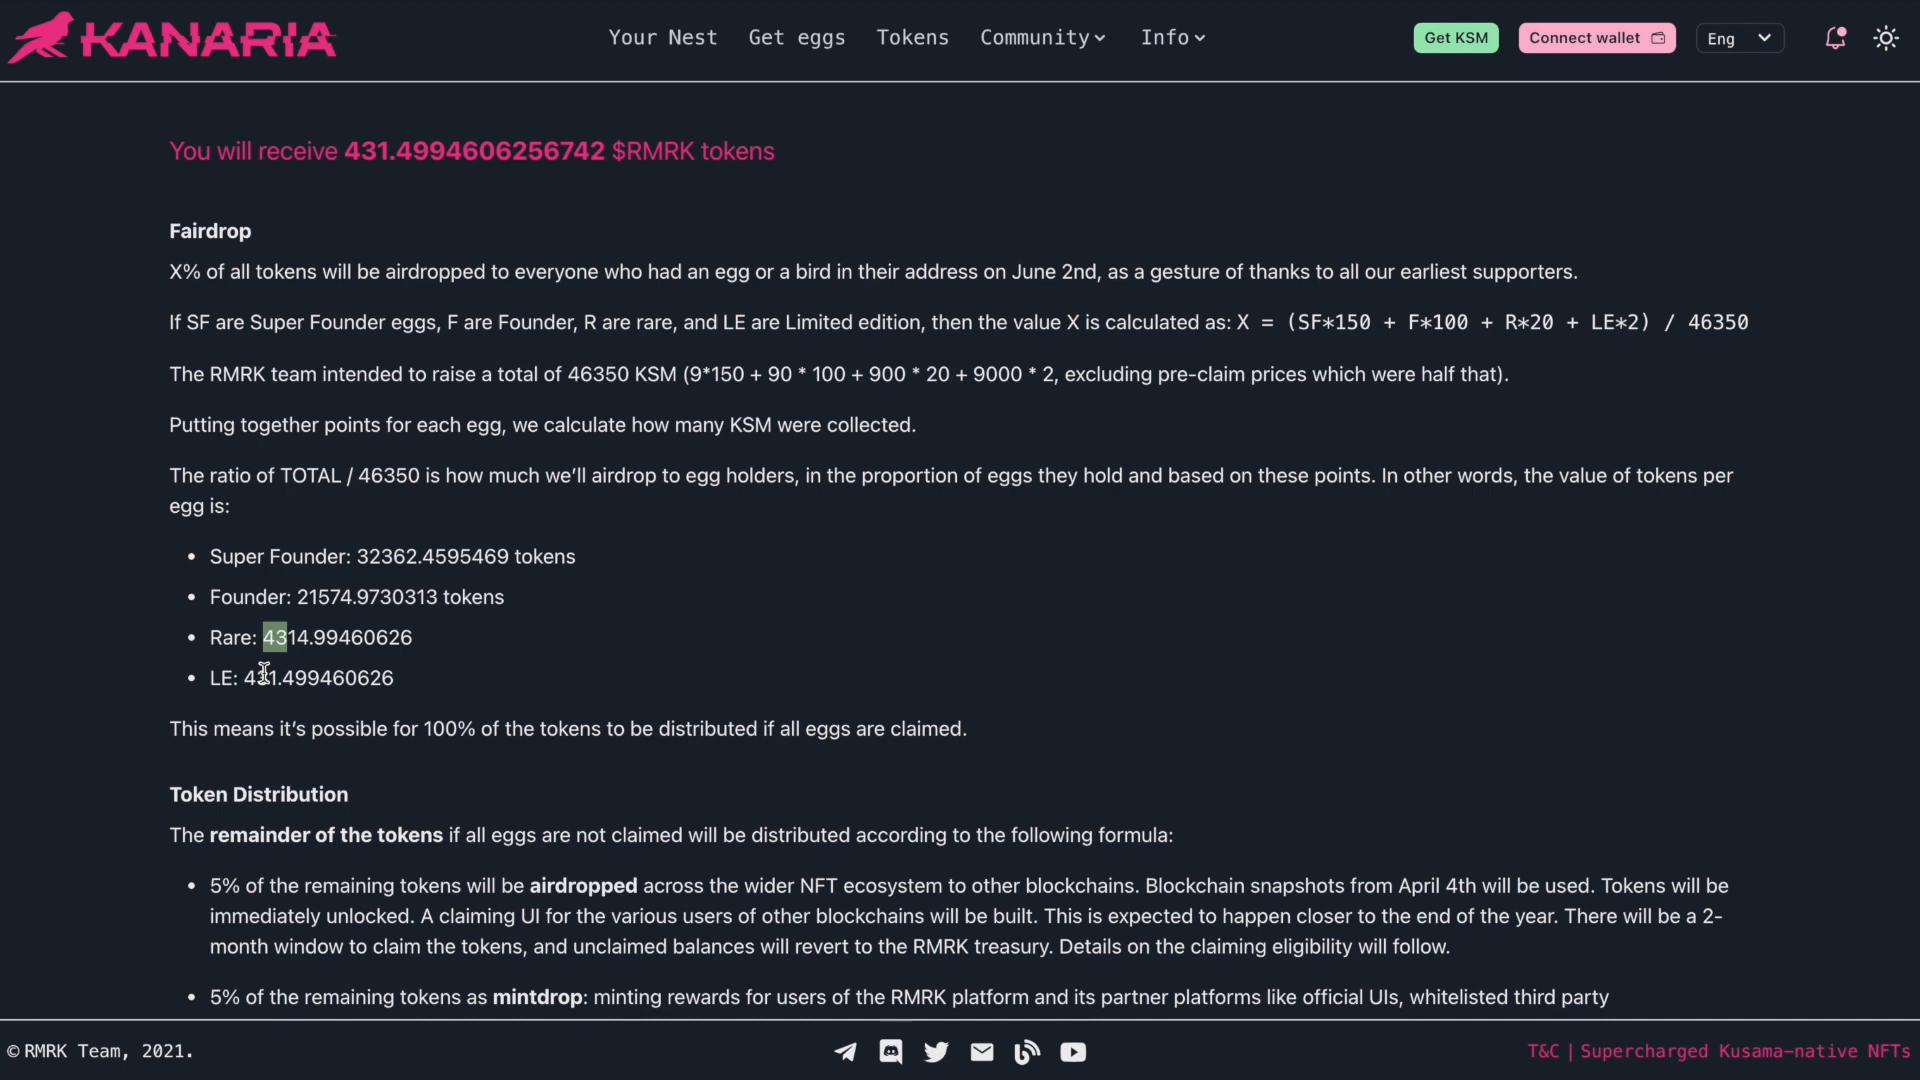 KANARIA
Your Nest
Get eggs
Tokens
Community
Info
Get KSM
Connect wallet
Eng
You will receive 431.4994606256742 $RMRK tokens
Fairdrop
X% of all tokens will be airdropped to everyone who had an egg or a bird in their address on June 2nd, as a gesture of thanks to all our earliest supporters.
If SF are Super Founder eggs, F are Founder, R are rare, and LE are Limited edition, then the value X is calculated as: X = (SF*150 + F*100 + R*20 + LE*2) / 46350
The RMRK team intended to raise a total of 46350 KSM (9*150 + 90 * 100 + 900 * 20 + 9000 * 2, excluding pre-claim prices which were half that).
Putting together points for each egg, we calculate how many KSM were collected.
The ratio of TOTAL / 46350 is how much we’ll airdrop to egg holders, in the proportion of eggs they hold and based on these points. In other words, the value of tokens per
egg is:
• Super Founder: 32362.4595469 tokens
• Founder: 21574.9730313 tokens
• Rare: 4314.99460626
• LE: 431.499460626
This means it’s possible for 100% of the tokens to be distributed if all eggs are claimed.
Token Distribution
The remainder of the tokens if all eggs are not claimed will be distributed according to the following formula:
• 5% of the remaining tokens will be airdropped across the wider NFT ecosystem to other blockchains. Blockchain snapshots from April 4th will be used. Tokens will be
immediately unlocked. A claiming UI for the various users of other blockchains will be built. This is expected to happen closer to the end of the year. There will be a 2-
month window to claim the tokens, and unclaimed balances will revert to the RMRK treasury. Details on the claiming eligibility will follow.
• 5% of the remaining tokens as mintdrop: minting rewards for users of the RMRK platform and its partner platforms like official UIs, whitelisted third party
© RMRK Team, 2021.
T&C | Supercharged Kusama-native NFTs